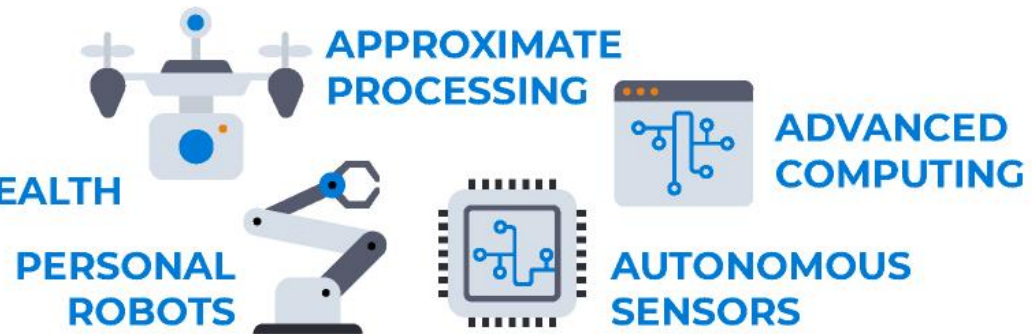 APPROXIMATE
PROCESSING
ADVANCED
COMPUTING
EALTH
PERSONAL
ROBOTS
AUTONOMOUS
SENSORS